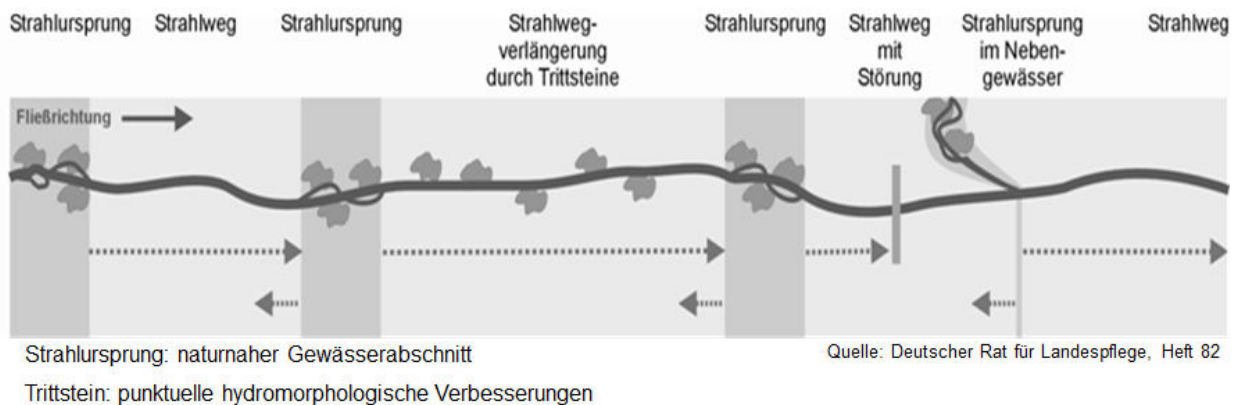 Strahlursprung
Strahlweg
Strahlursprung
Strahlweg-
verlängerung
durch Trittsteine
Strahlursprung
Strahlweg
mit
Störung
Strahlursprung
im Neben-
gewässer
Strahlweg
Fließrichtung
Strahlursprung: naturnaher Gewässerabschnitt
Quelle: Deutscher Rat für Landespflege, Heft 82
Trittstein: punktuelle hydromorphologische Verbesserungen